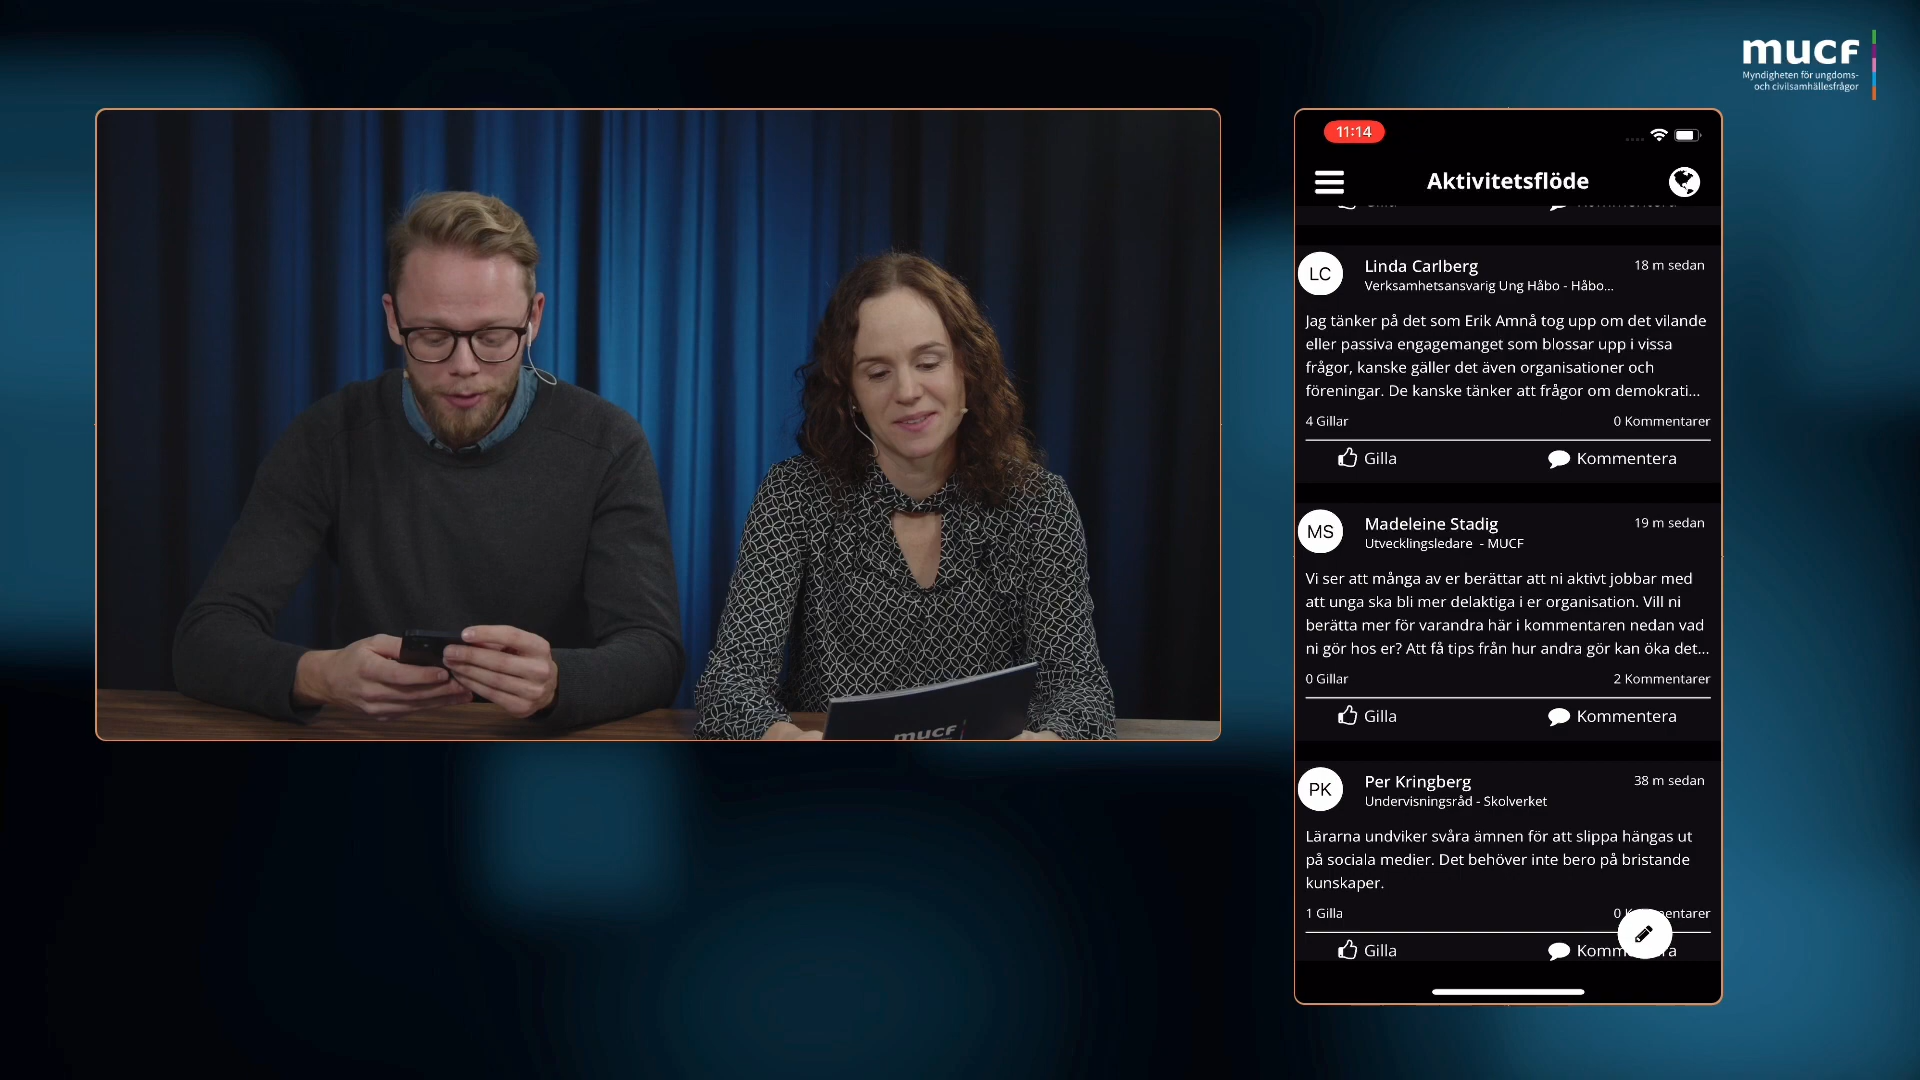 mucf
Myndigheten för ungdoms-
och civilsamhällesfrågor
11:14
Aktivitetsflöde
LC
Linda Carlberg
18 m sedan
Verksamhetsansvarig Ung Håbo - Håbo...
Jag tänker på det som Erik Amnå tog upp om det vilande
eller passiva engagemanget som blossar upp i vissa
frågor, kanske gäller det även organisationer och
föreningar. De kanske tänker att frågor om demokrati...
4 Gillar
0 Kommentarer
Gilla
Kommentera
MS
Madeleine Stadig
19 m sedan
Utvecklingsledare - MUCF
Vi ser att många av er berättar att ni aktivt jobbar med
att unga ska bli mer delaktiga i er organisation. Vill ni
berätta mer för varandra här i kommentaren nedan vad
ni gör hos er? Att få tips från hur andra gör kan öka det...
0 Gillar
2 Kommentarer
Gilla
Kommentera
PK
Per Kringberg
38 m sedan
Undervisningsråd - Skolverket
Lärarna undviker svåra ämnen för att slippa hängas ut
på sociala medier. Det behöver inte bero på bristande
kunskaper.
1 Gilla
0
Gilla
mucf